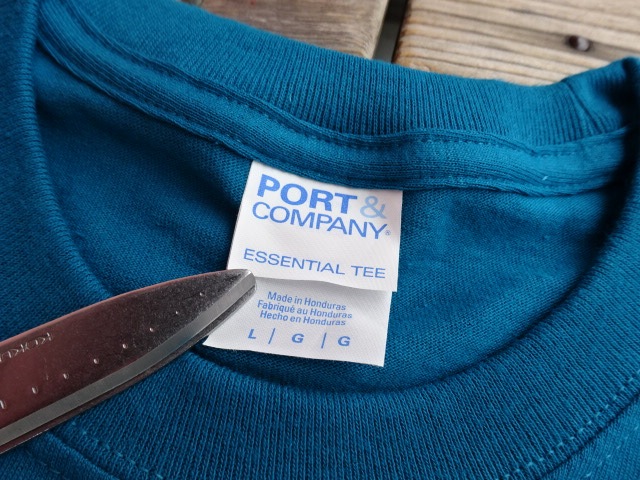 PORT &
COMPANY®
ESSENTIAL TEE
Made in Honduras
Fabriqué au Honduras
Hecho en Honduras
L | G | G